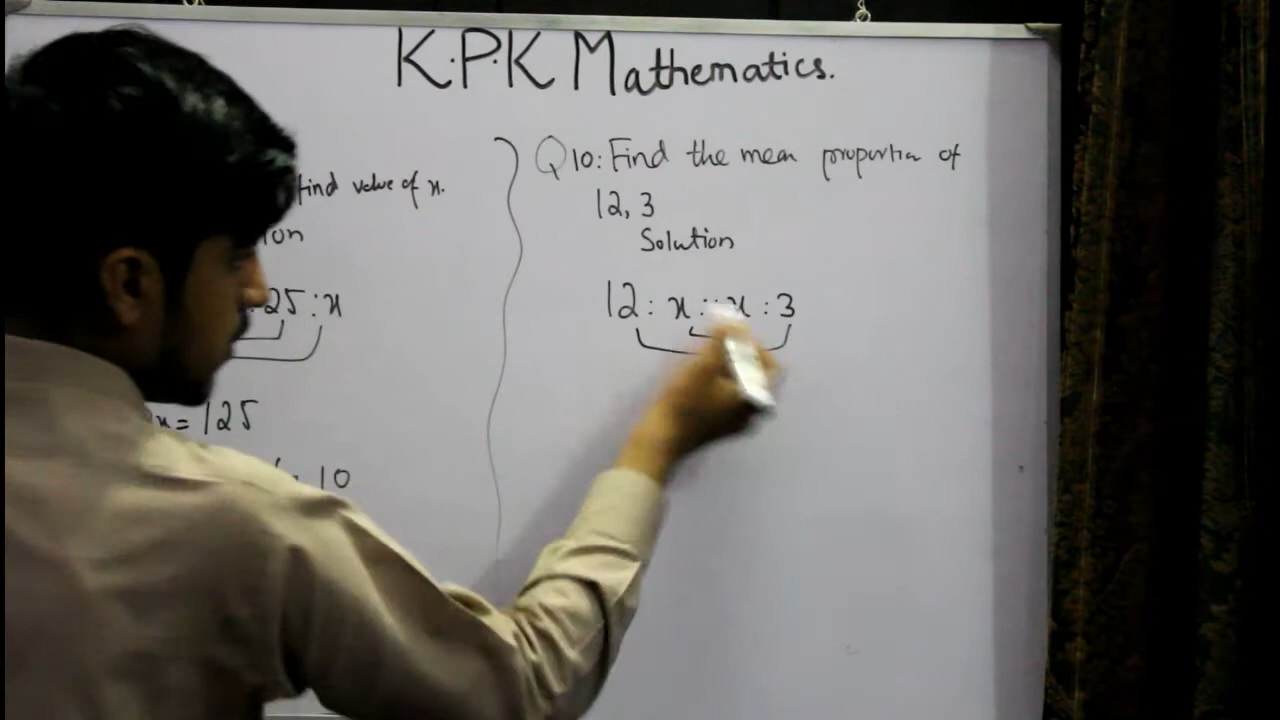 K.P.K Mathematics.
find value of x.
25 : x
x = 125
10
Q10: Find the mean proportion of
12, 3
Solution
12 : x :: x : 3